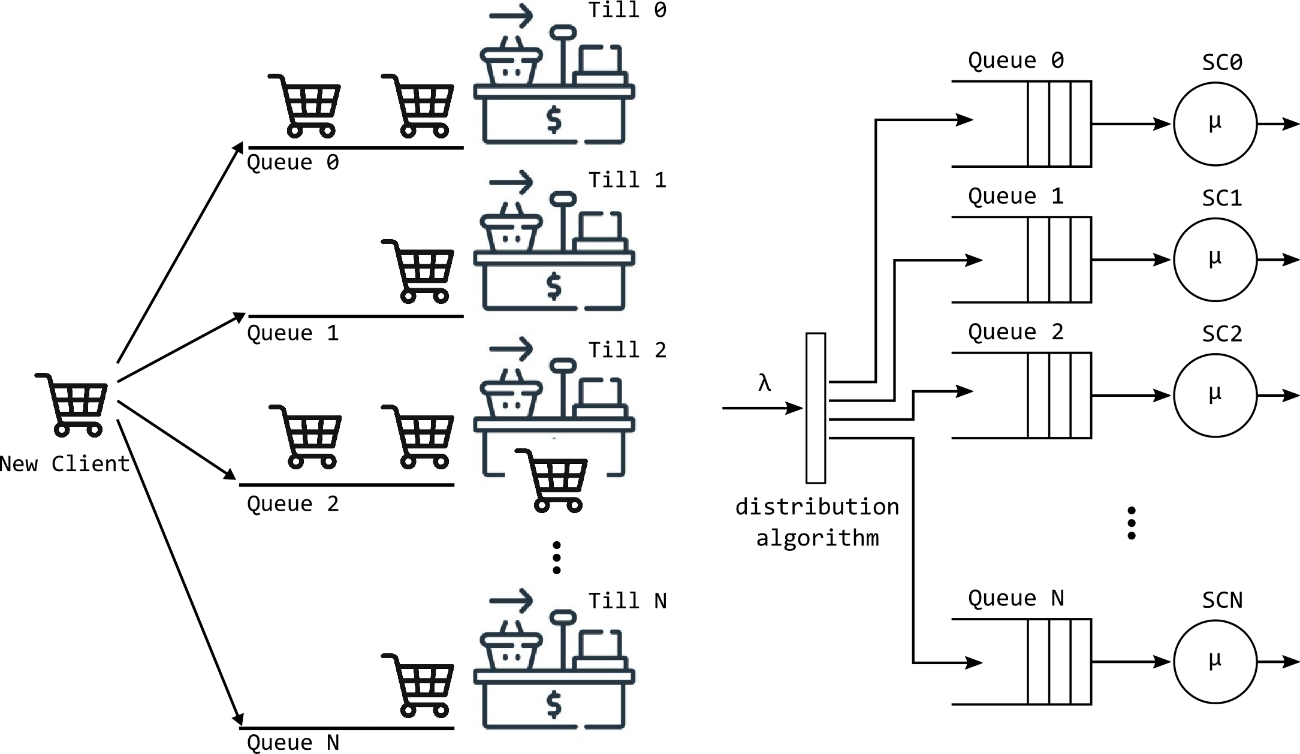 Till 0
Queue 0
$
Till 1
Queue 1
$
Till 2
New Client
Queue 2
Till N
$
Queue N
Queue 0
SC0
μ
Queue 1
SC1
μ
Queue 2
SC2
μ
λ
distribution
algorithm
Queue N
SCN
μ